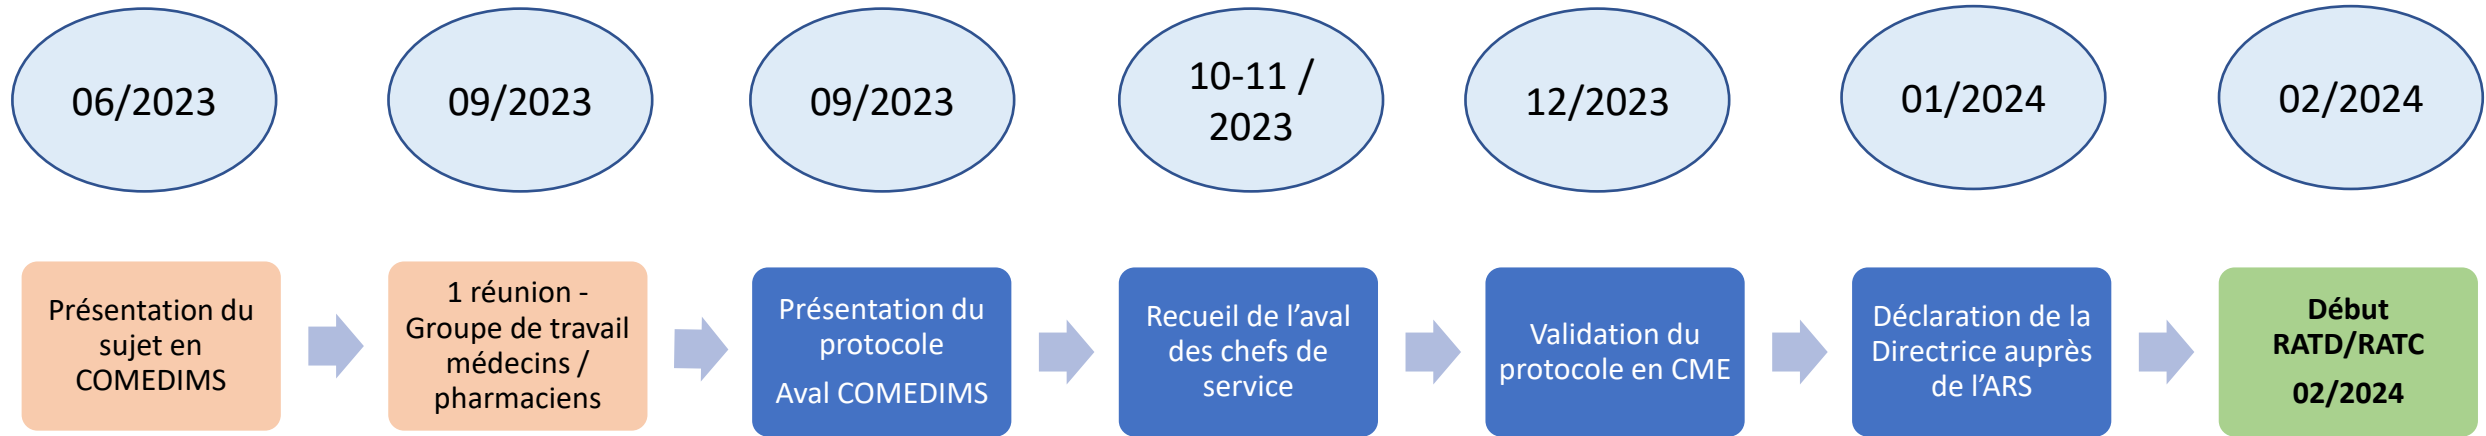 06/2023
09/2023
09/2023
10-11 /
2023
12/2023
01/2024
02/2024
Présentation du
sujet en
COMEDIMS
1 réunion -
Groupe de travail
médecins /
pharmaciens
Présentation du
protocole
Aval COMEDIMS
Recueil de l’aval
des chefs de
service
Validation du
protocole en CME
Déclaration de la
Directrice auprès
de l’ARS
Début
RATD/RATC
02/2024